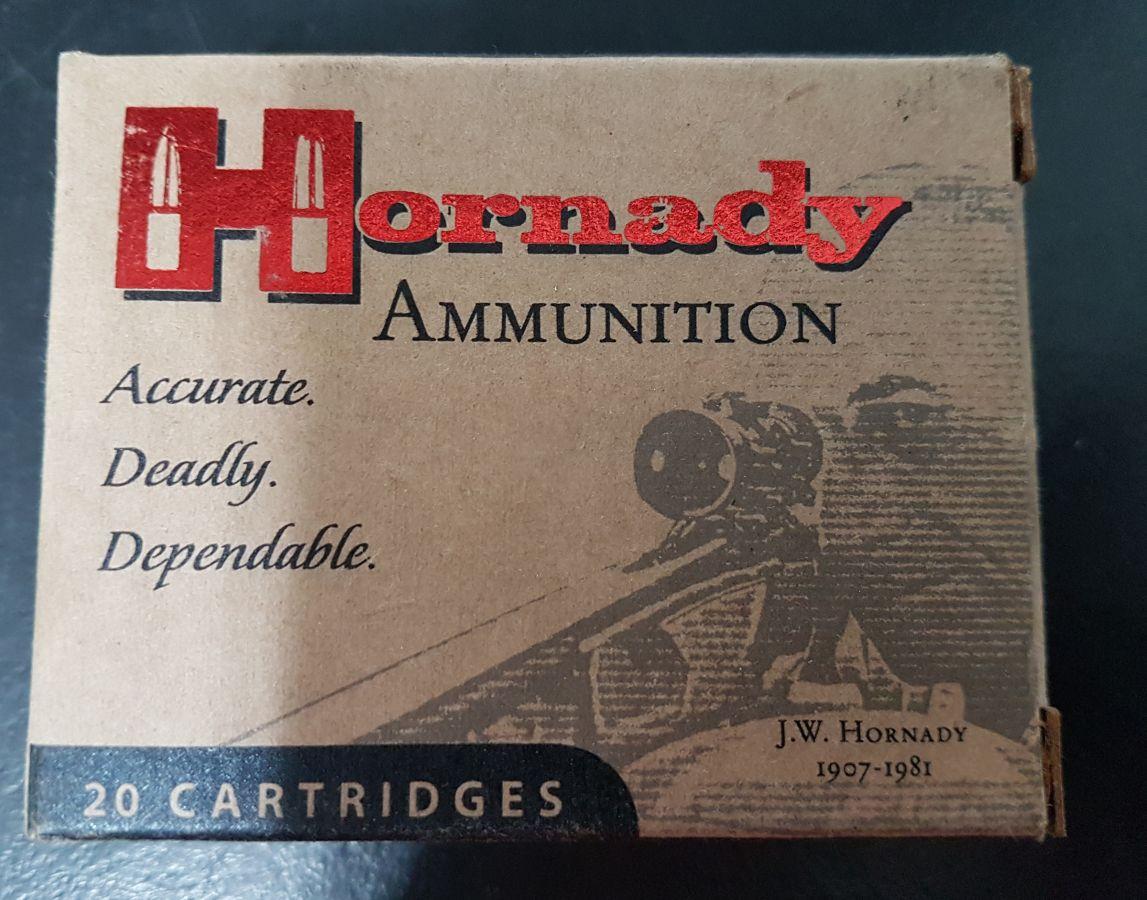 Hornady
AMMUNITION
Accurate.
Deadly.
Dependable.
J.W. HORNADY
1907-1981
20 CARTRIDGES